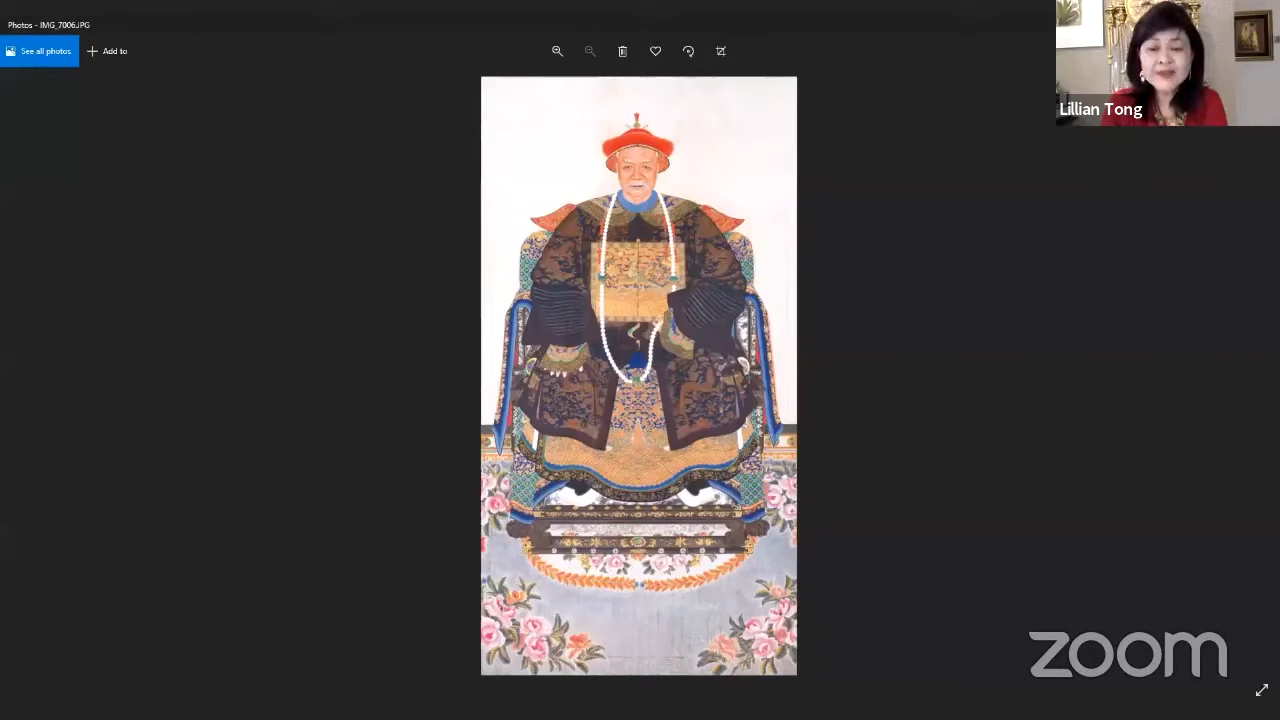 Photos - IMG_7006.JPG
See all photos
Add to
Lillian Tong
zoom